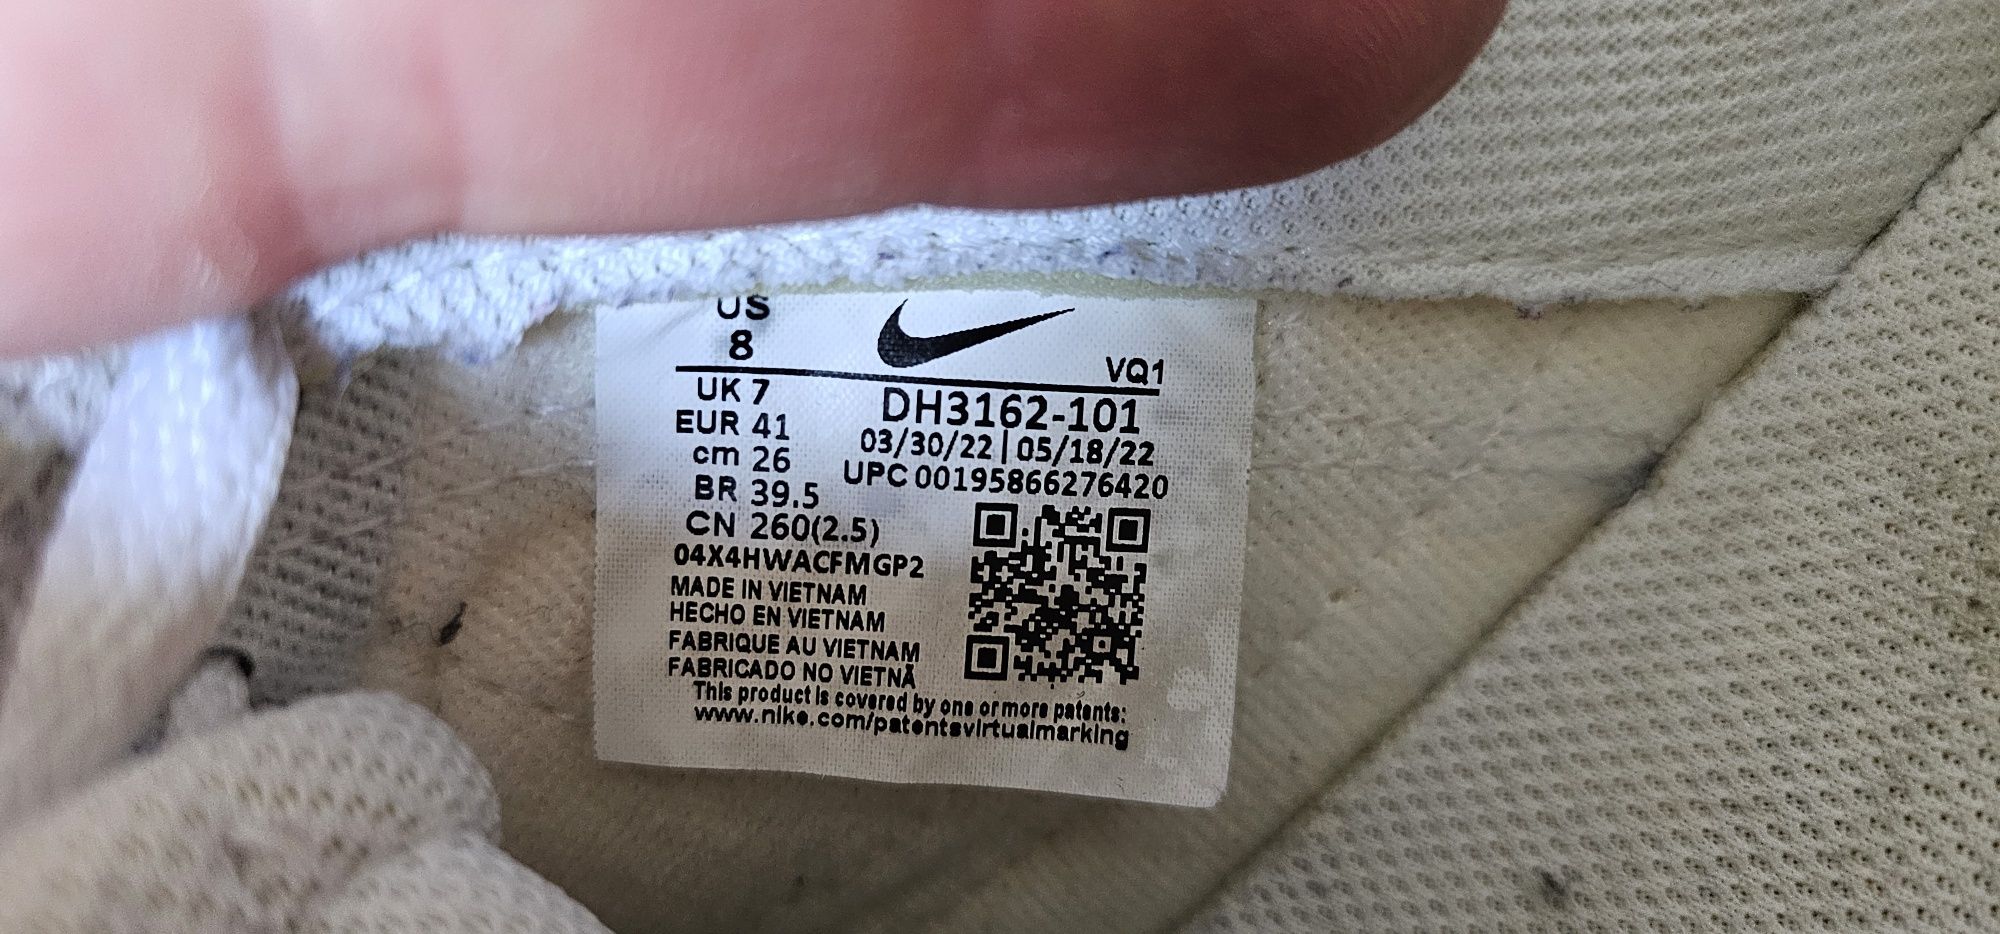 US
8
VQ1
UK 7
DH3162-101
EUR 41
03/30/22 | 05/18/22
cm 26
UPC 00195866276420
BR 39.5
CN 260(2.5)
04X4HWACFMGP2
MADE IN VIETNAM
HECHO EN VIETNAM
FABRIQUE AU VIETNAM
FABRICADO NO VIETNÃ
This product is covered by one or more patents:
www.nike.com/patentsvirtualmarking